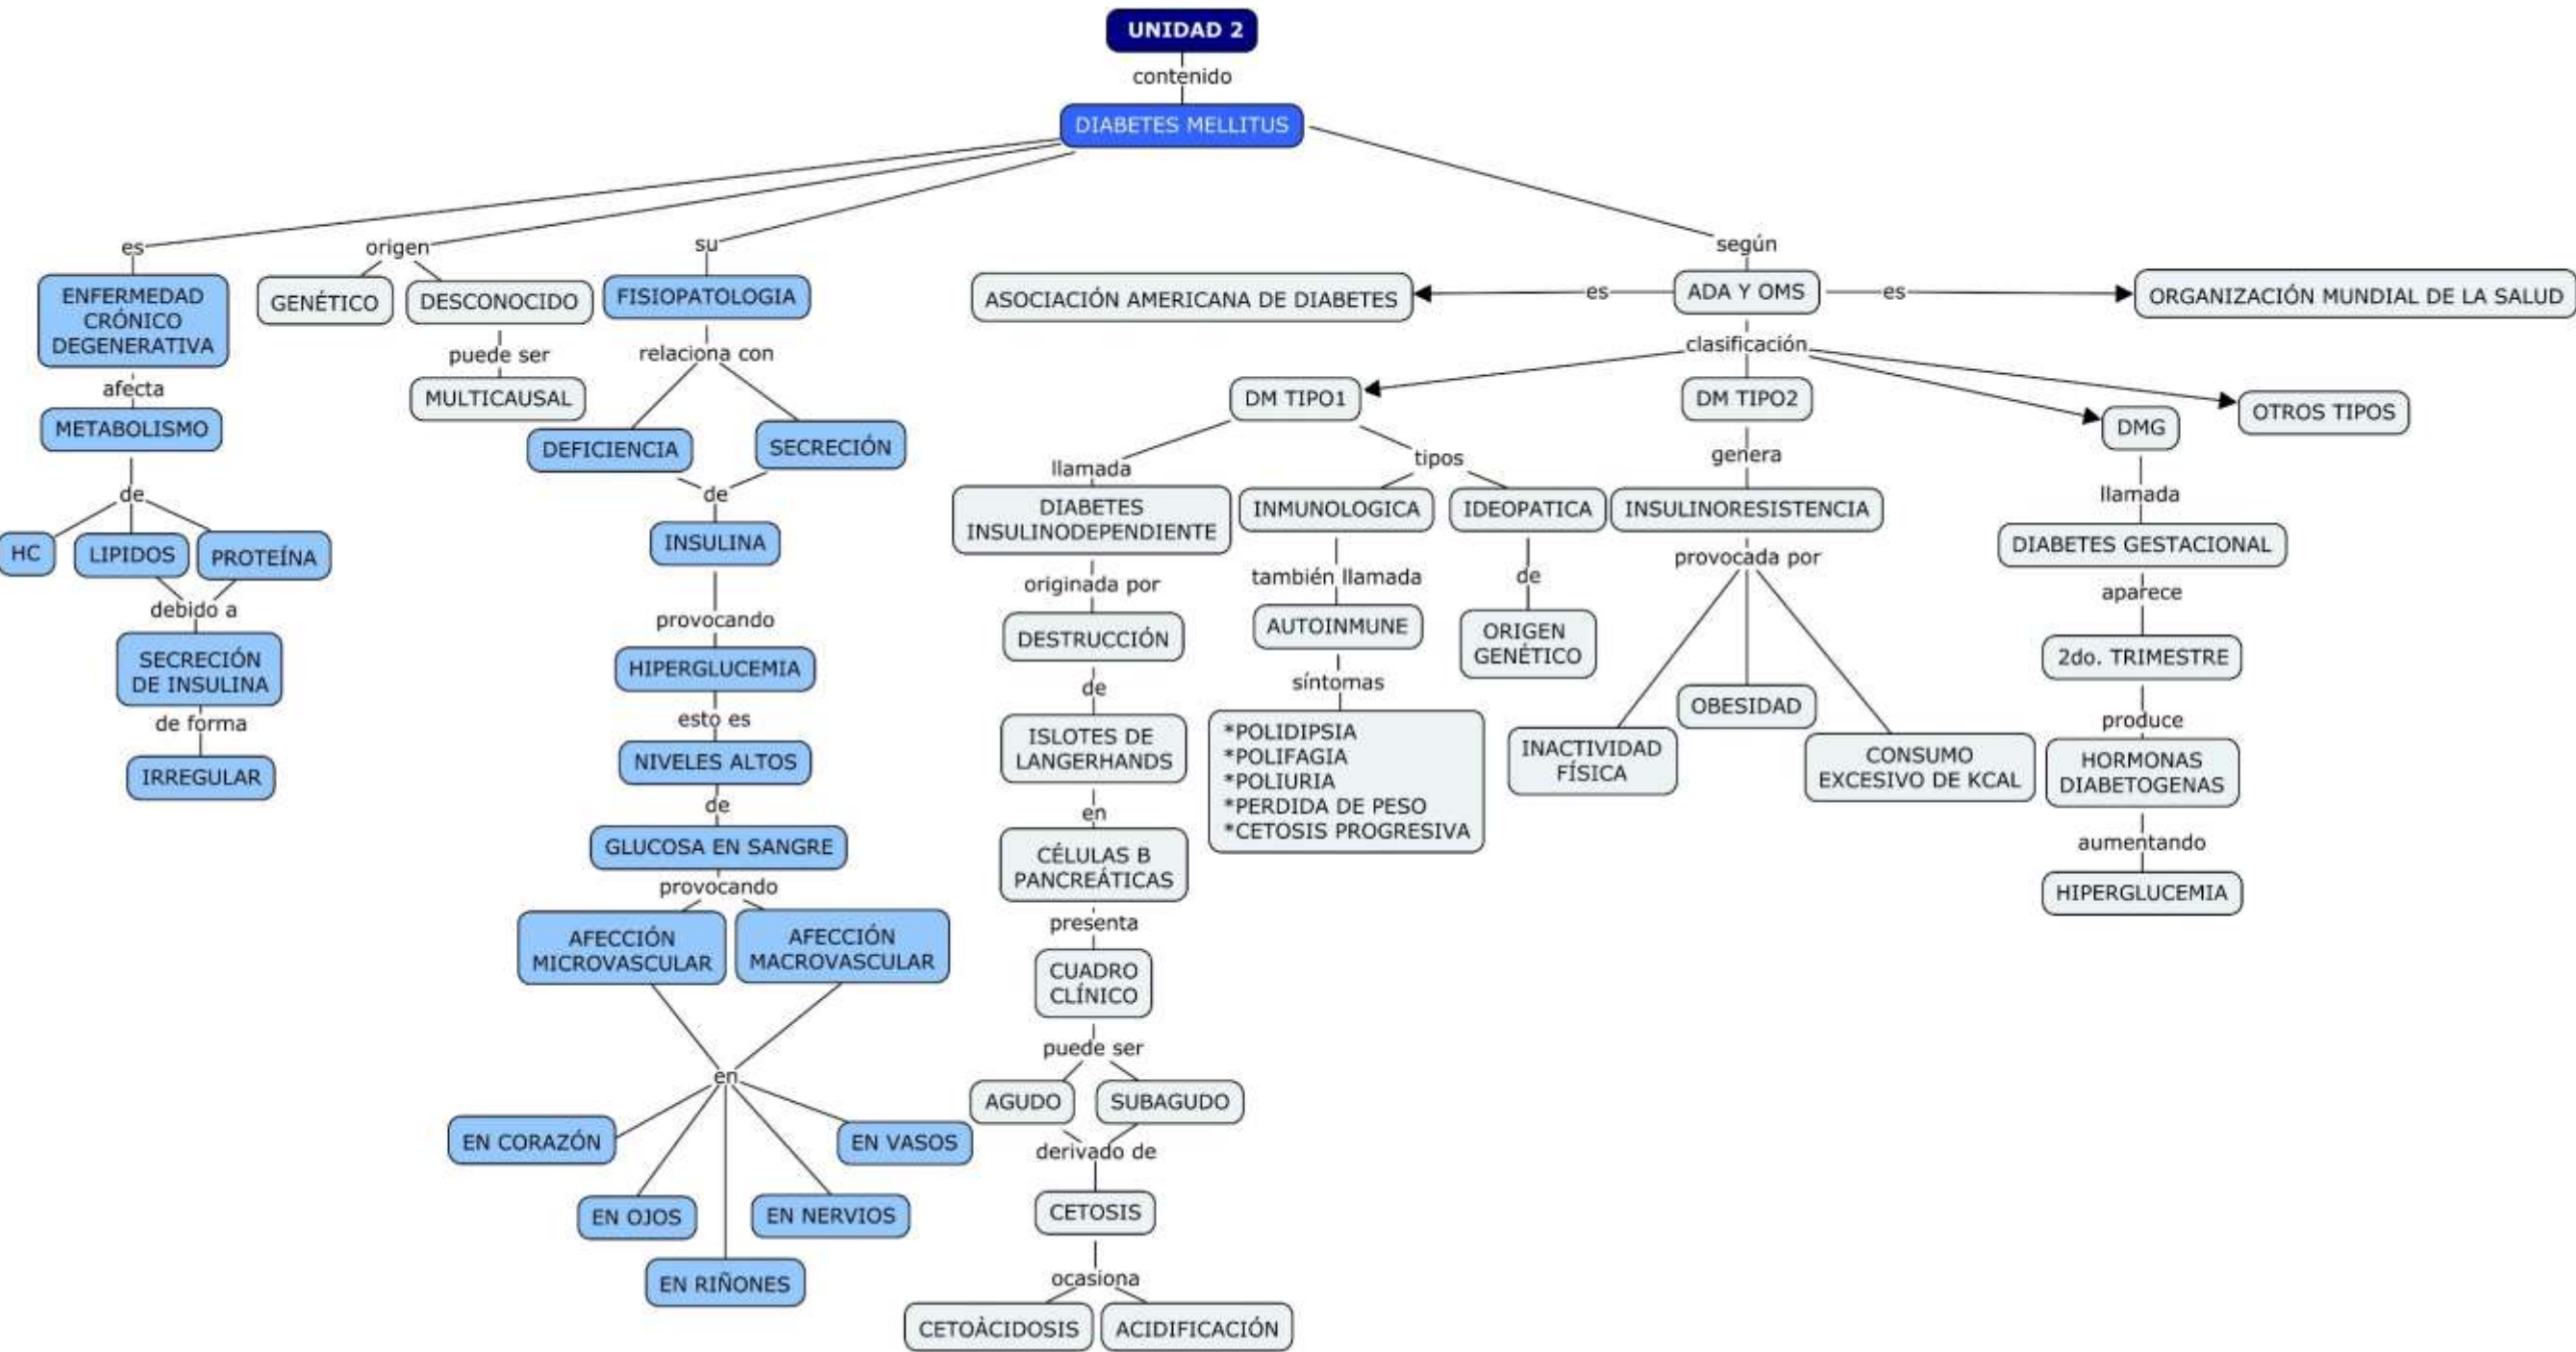 UNIDAD 2
contenido
DIABETES MELLITUS
es
origen
su
según
ENFERMEDAD
CRÓNICO
DEGENERATIVA
afecta
METABOLISMO
de
HC
LIPIDOS
PROTEÍNA
debido a
SECRECIÓN
DE INSULINA
de forma
IRREGULAR
GENÉTICO
DESCONOCIDO
puede ser
MULTICAUSAL
FISIOPATOLOGIA
relaciona con
DEFICIENCIA
SECRECIÓN
de
INSULINA
provocando
HIPERGLUCEMIA
esto es
NIVELES ALTOS
de
GLUCOSA EN SANGRE
provocando
AFECCIÓN
MICROVASCULAR
AFECCIÓN
MACROVASCULAR
en
EN CORAZÓN
EN OJOS
EN RIÑONES
EN NERVIOS
EN VASOS
ASOCIACIÓN AMERICANA DE DIABETES
es
ADA Y OMS
es
ORGANIZACIÓN MUNDIAL DE LA SALUD
clasificación
DM TIPO1
llamada
DIABETES
INSULINODEPENDIENTE
originada por
DESTRUCCIÓN
de
ISLOTES DE
LANGERHANDS
en
CÉLULAS B
PANCREÁTICAS
presenta
CUADRO
CLÍNICO
puede ser
AGUDO
SUBAGUDO
derivado de
CETOSIS
ocasiona
CETOÀCIDOSIS
ACIDIFICACIÓN
tipos
INMUNOLOGICA
también llamada
AUTOINMUNE
síntomas
*POLIDIPSIA
*POLIFAGIA
*POLIURIA
*PERDIDA DE PESO
*CETOSIS PROGRESIVA
IDEOPATICA
de
ORIGEN
GENÉTICO
DM TIPO2
genera
INSULINORESISTENCIA
provocada por
INACTIVIDAD
FÍSICA
OBESIDAD
CONSUMO
EXCESIVO DE KCAL
DMG
llamada
DIABETES GESTACIONAL
aparece
2do. TRIMESTRE
produce
HORMONAS
DIABETOGENAS
aumentando
HIPERGLUCEMIA
OTROS TIPOS